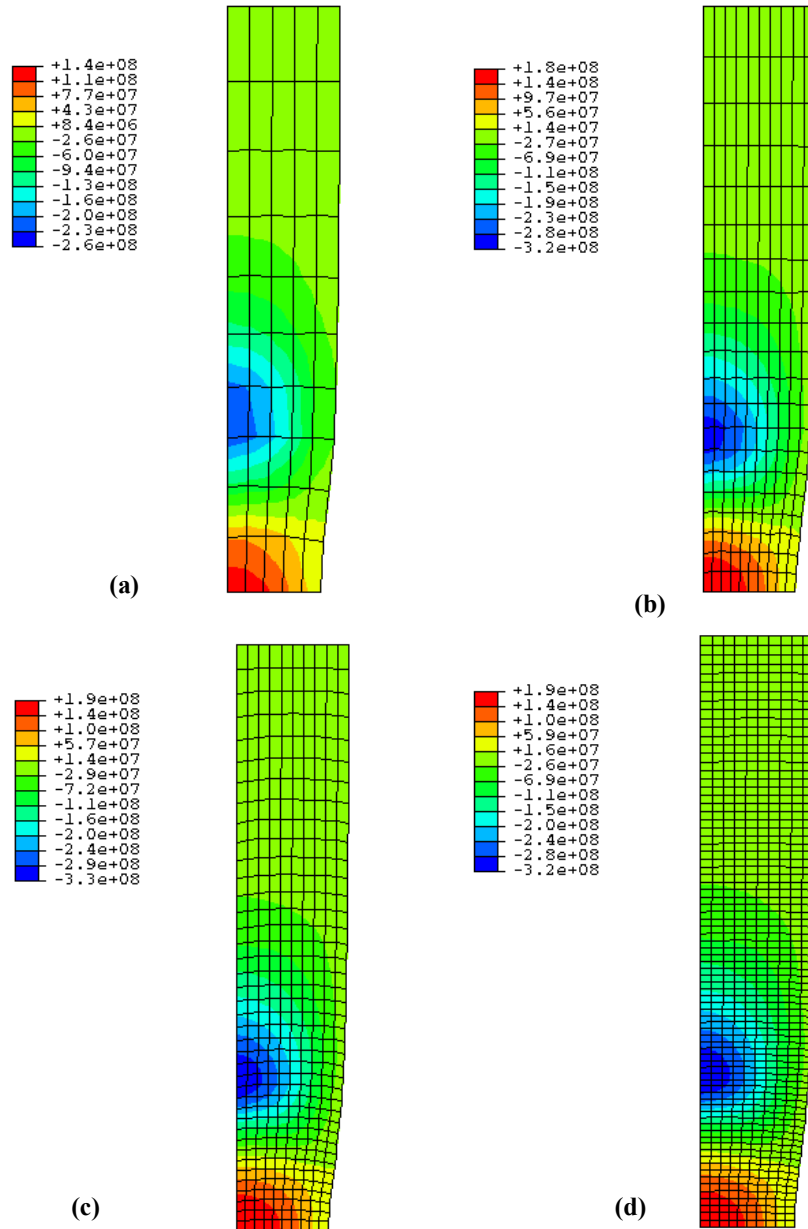 +1.4e+08
+1.1e+08
+7.7e+07
+4.3e+07
+8.4e+06
-2.6e+07
-6.0e+07
-9.4e+07
-1.3e+08
-1.6e+08
-2.0e+08
-2.3e+08
-2.6e+08
(a)
+1.8e+08
+1.4e+08
+9.7e+07
+5.6e+07
+1.4e+07
-2.7e+07
-6.9e+07
-1.1e+08
-1.5e+08
-1.9e+08
-2.4e+08
-2.8e+08
-3.2e+08
(b)
+1.9e+08
+1.4e+08
+1.0e+08
+5.7e+07
+1.4e+07
-2.9e+07
-7.2e+07
-1.1e+08
-1.6e+08
-2.0e+08
-2.4e+08
-2.9e+08
-3.3e+08
(c)
+1.9e+08
+1.4e+08
+1.0e+08
+5.9e+07
+1.6e+07
-2.6e+07
-6.9e+07
-1.1e+08
-1.5e+08
-2.0e+08
-2.4e+08
-2.8e+08
-3.2e+08
(d)